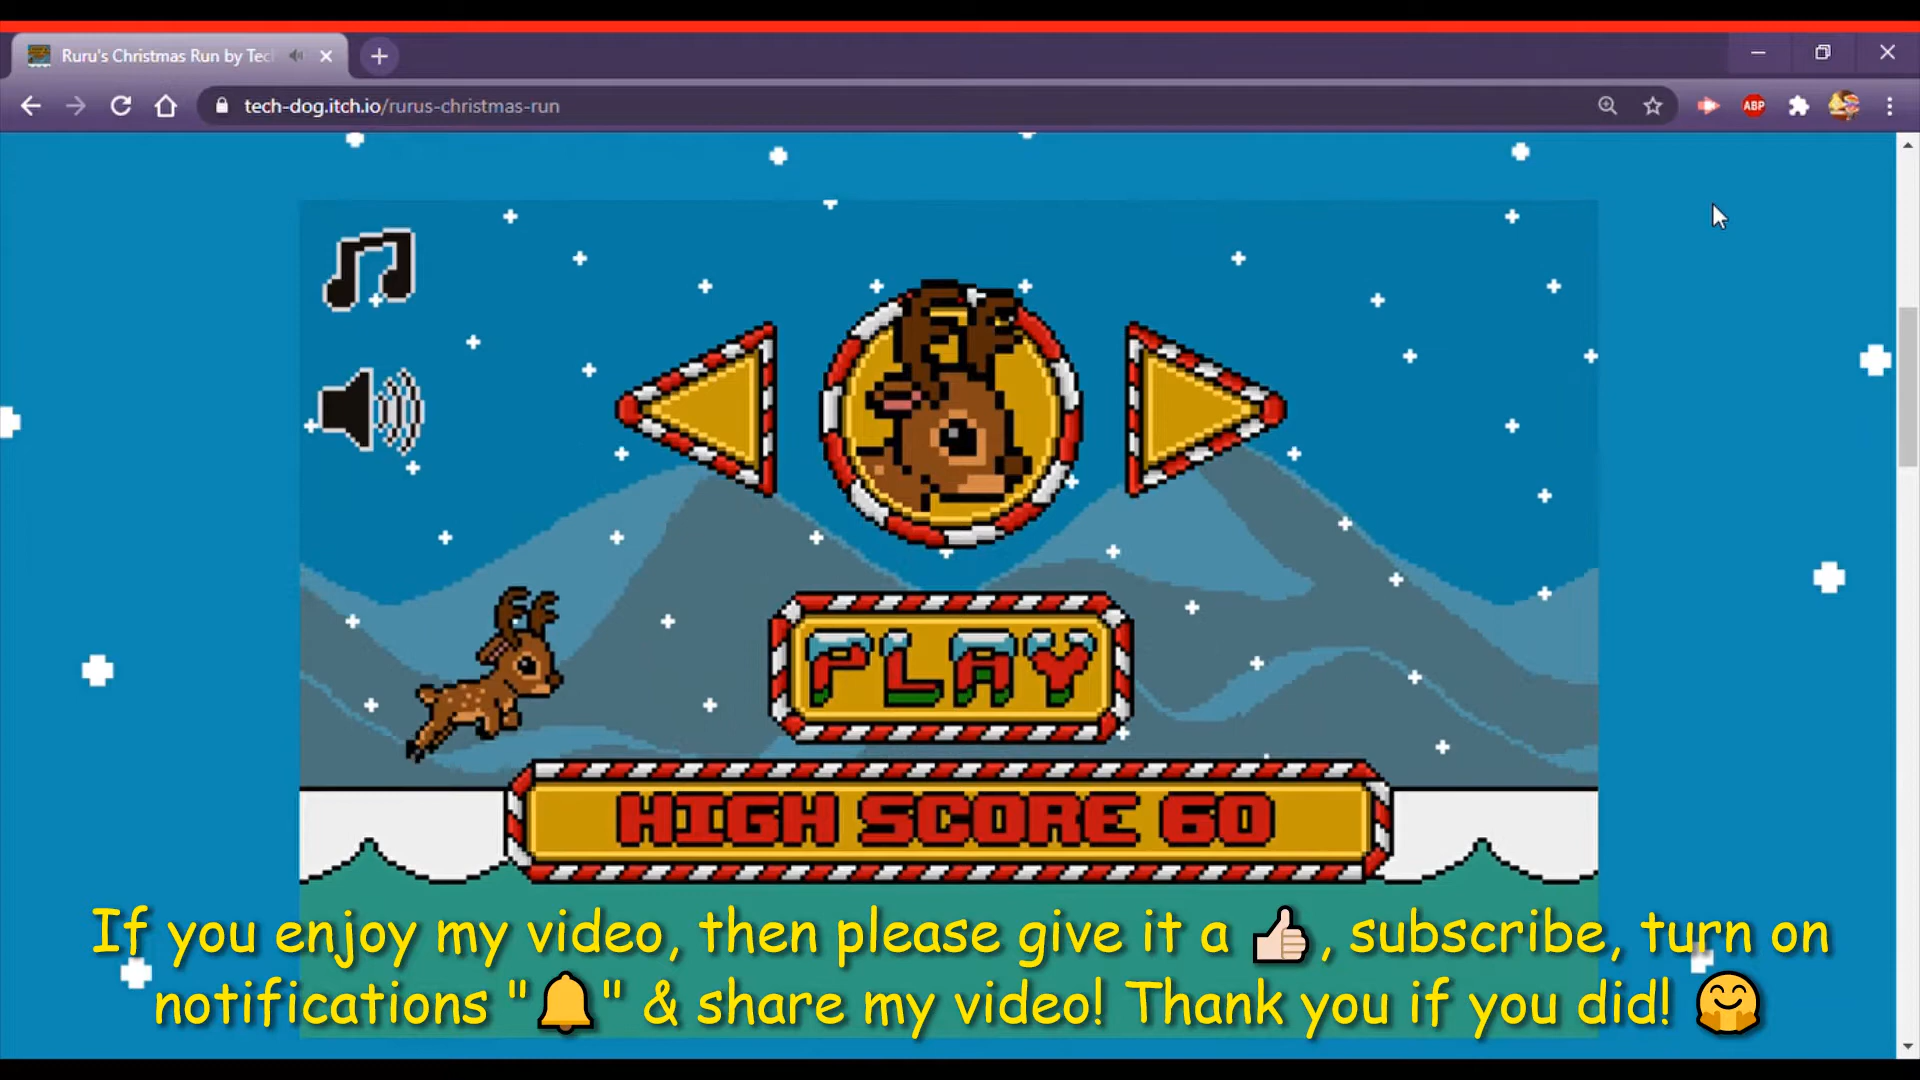 Ruru's Christmas Run by Tec
tech-dog.itch.io/rurus-christmas-run
ABP
PLAY
HIGH SCORE 60
If you enjoy my video, then please give it a 👍🏻, subscribe, turn on
notifications "🔔" & share my video! Thank you if you did! 🤗